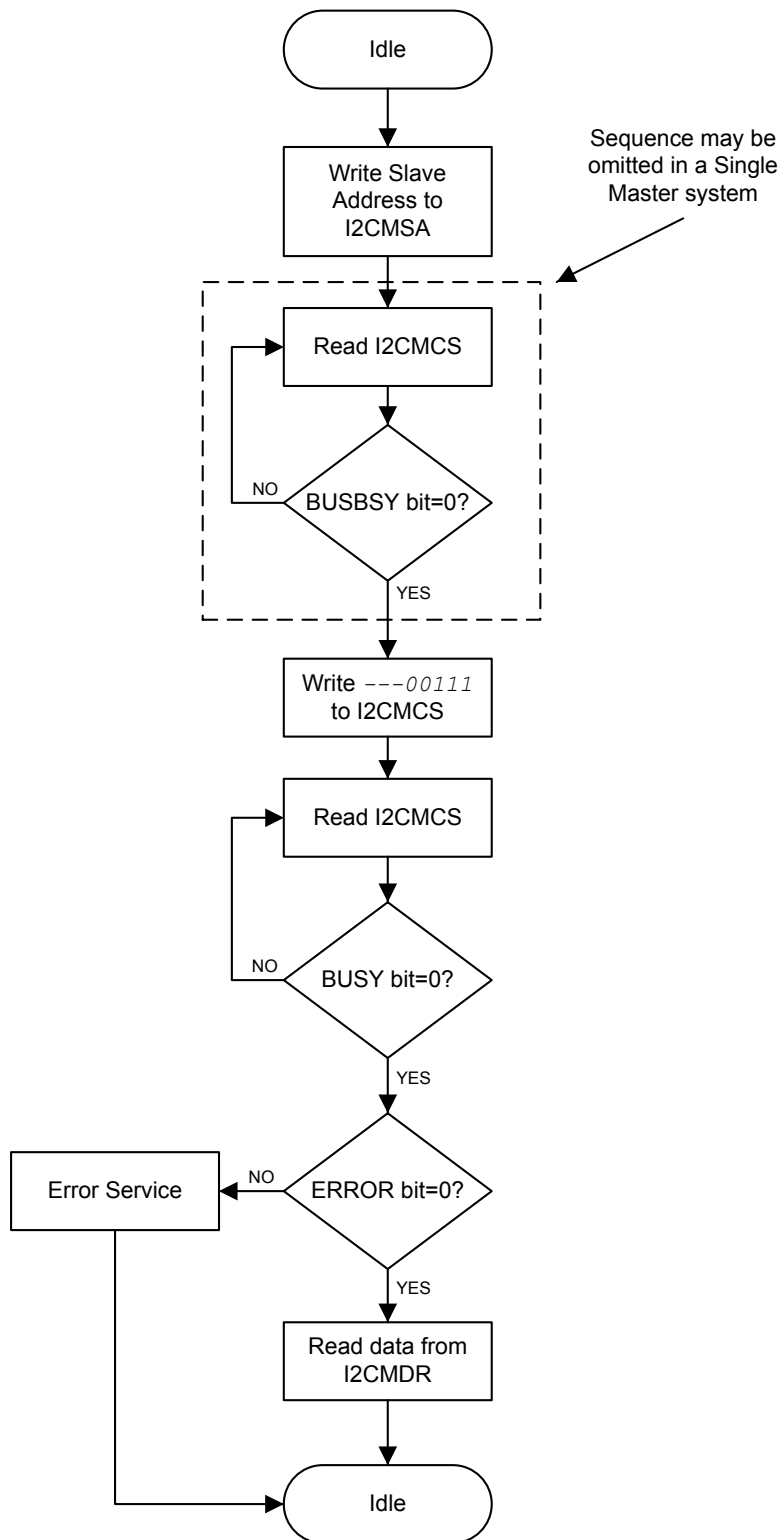 Idle
Sequence may be
omitted in a Single
Master system
Write Slave
Address to
I2CMSA
Read I2CMCS
NO
BUSBSY bit=0?
YES
Write ---00111
to I2CMCS
Read I2CMCS
NO
BUSY bit=0?
YES
Error Service
NO
ERROR bit=0?
YES
Read data from
I2CMDR
Idle